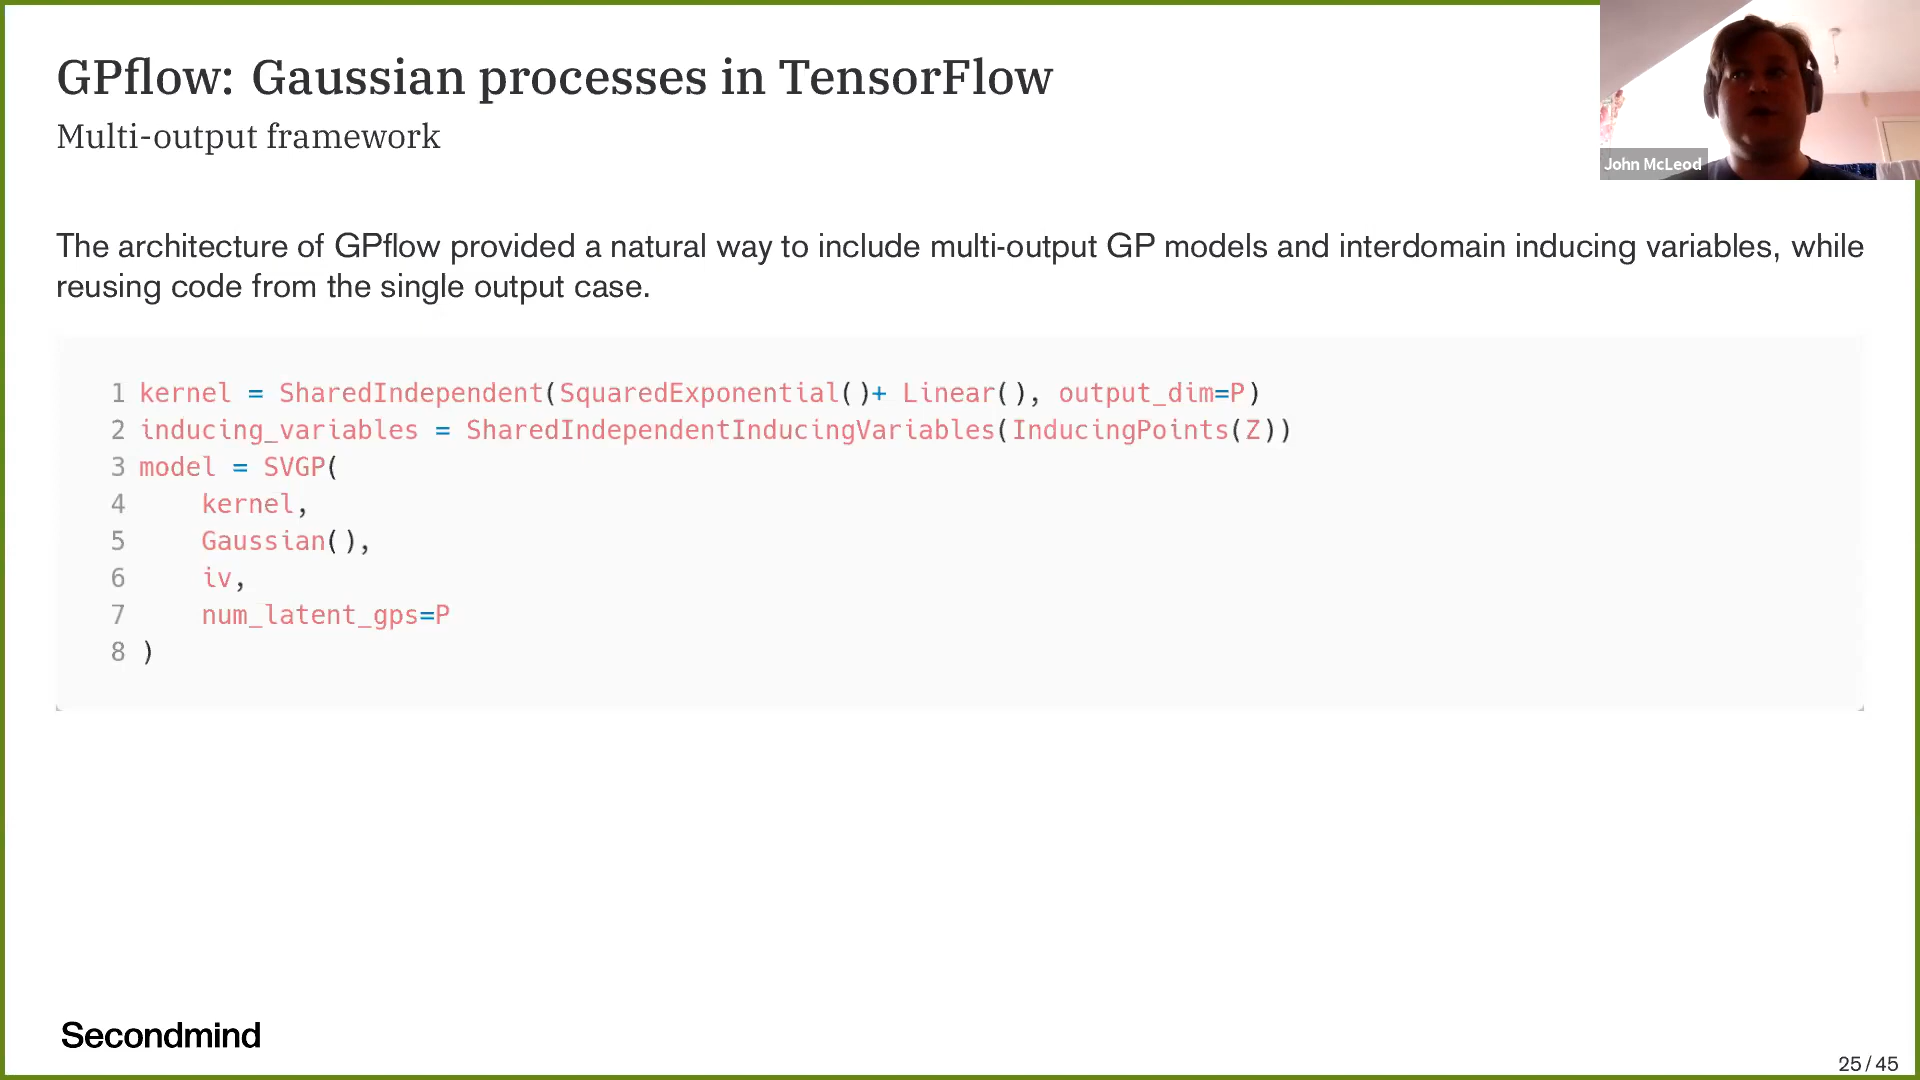 GPflow: Gaussian processes in TensorFlow
Multi-output framework
John McLeod
The architecture of GPflow provided a natural way to include multi-output GP models and interdomain inducing variables, while
reusing code from the single output case.
1 kernel = SharedIndependent(SquaredExponential()+ Linear(), output_dim=P)
2 inducing_variables = SharedIndependentInducingVariables(InducingPoints(Z))
3 model = SVGP(
4     kernel,
5     Gaussian(),
6     iv,
7     num_latent_gps=P
8 )
Secondmind
25 / 45